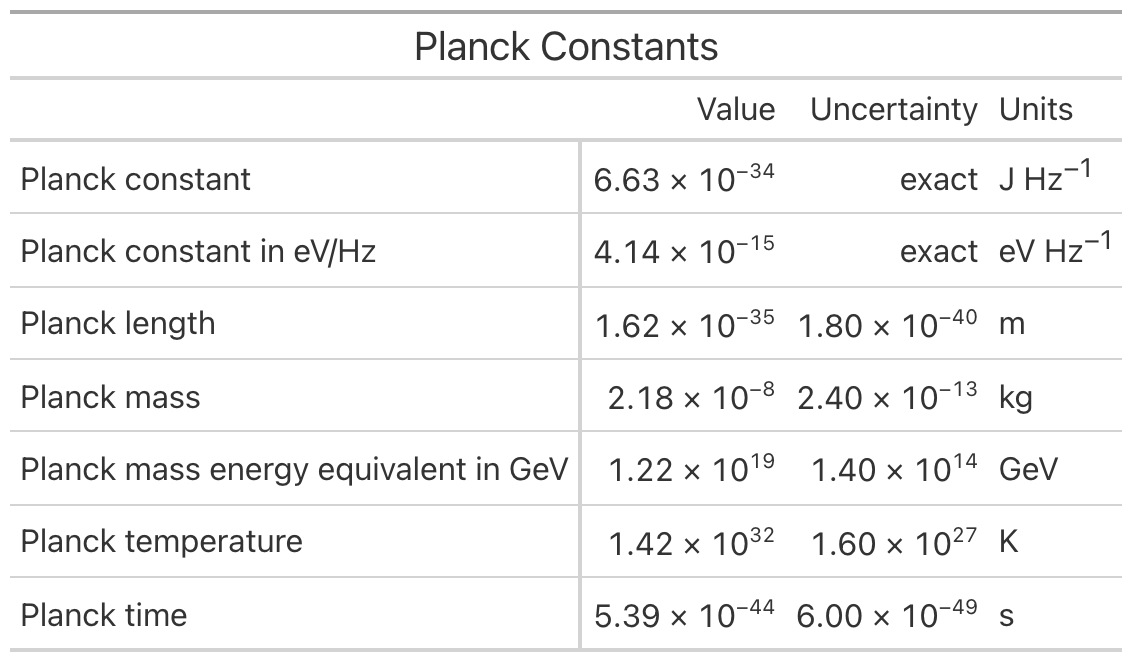 Planck Constants
Value Uncertainty Units
Planck constant 6.63 × 10⁻³⁴ exact J Hz⁻¹
Planck constant in eV/Hz 4.14 × 10⁻¹⁵ exact eV Hz⁻¹
Planck length 1.62 × 10⁻³⁵ 1.80 × 10⁻⁴⁰ m
Planck mass 2.18 × 10⁻⁸ 2.40 × 10⁻¹³ kg
Planck mass energy equivalent in GeV 1.22 × 10¹⁹ 1.40 × 10¹⁴ GeV
Planck temperature 1.42 × 10³² 1.60 × 10²⁷ K
Planck time 5.39 × 10⁻⁴⁴ 6.00 × 10⁻⁴⁹ s